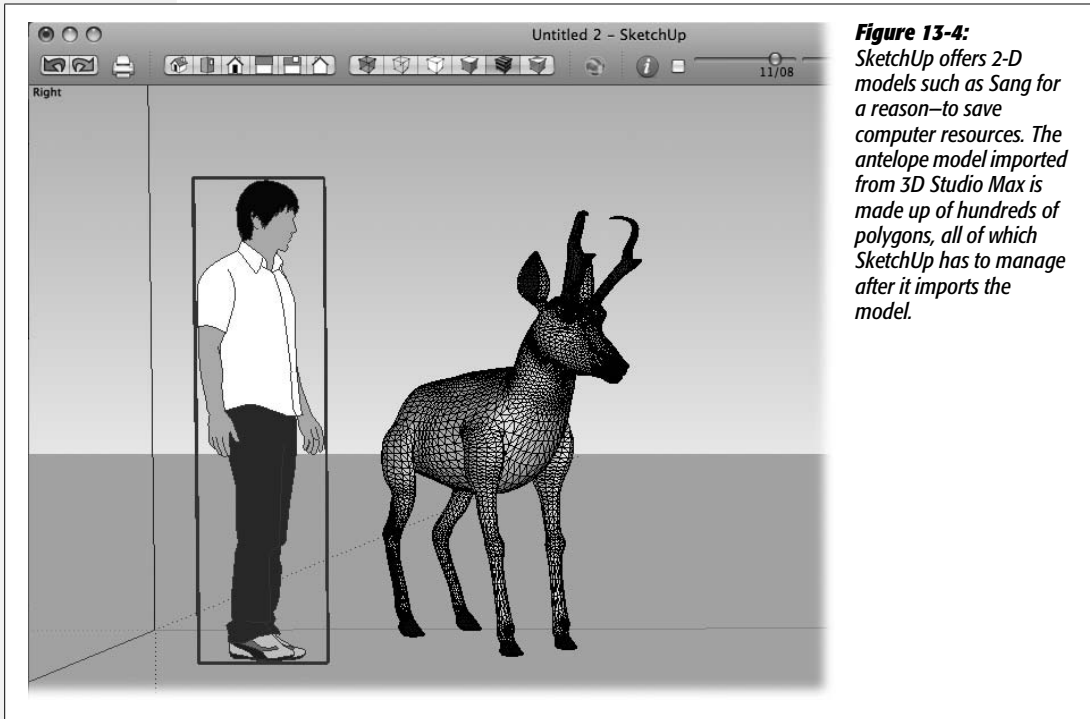 Untitled 2 – SketchUp
11/08
Right
Figure 13-4:
SketchUp offers 2-D
models such as Sang for
a reason—to save
computer resources. The
antelope model imported
from 3D Studio Max is
made up of hundreds of
polygons, all of which
SketchUp has to manage
after it imports the
model.